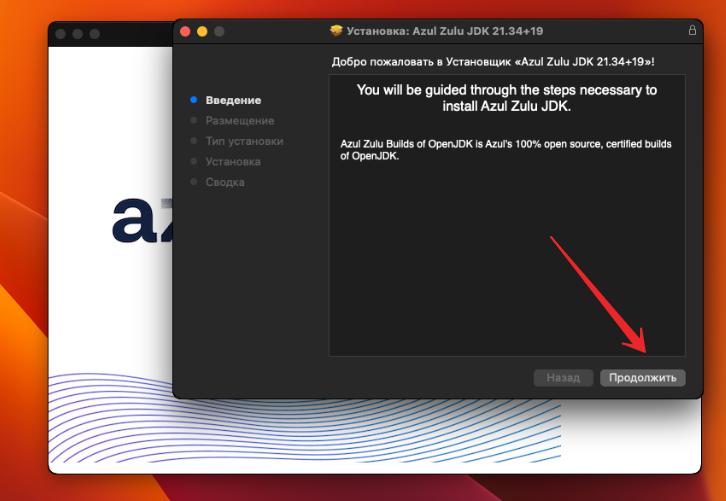 Установка: Azul Zulu JDK 21.34+19
Добро пожаловать в Установщик «Azul Zulu JDK 21.34+19»!
Введение
Размещение
Тип установки
Установка
Сводка
You will be guided through the steps necessary to
install Azul Zulu JDK.
Azul Zulu Builds of OpenJDK is Azul's 100% open source, certified builds
of OpenJDK.
az
Назад
Продолжить